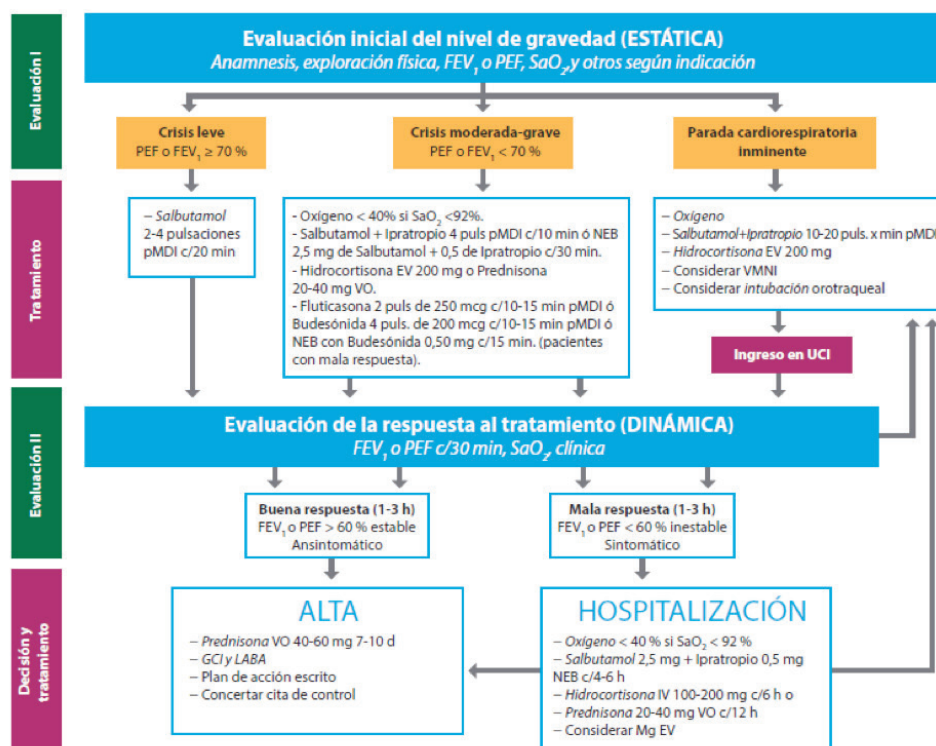 Evaluación I
Evaluación inicial del nivel de gravedad (ESTÁTICA)
Anamnesis, exploración física, FEV₁ o PEF, SaO₂,y otros según indicación
Crisis leve
PEF o FEV₁ ≥ 70 %
Crisis moderada-grave
PEF o FEV₁ < 70 %
Parada cardiorespiratoria
inminente
Tratamiento
– Salbutamol
2-4 pulsaciones
pMDI c/20 min
- Oxígeno < 40% si SaO₂ <92%.
- Salbutamol + Ipratropio 4 puls pMDI c/10 min ó NEB
2,5 mg de Salbutamol + 0,5 de Ipratropio c/30 min.
- Hidrocortisona EV 200 mg o Prednisona
20-40 mg VO.
- Fluticasona 2 puls de 250 mcg c/10-15 min pMDI ó
Budesónida 4 puls. de 200 mcg c/10-15 min pMDI ó
NEB con Budesónida 0,50 mg c/15 min. (pacientes
con mala respuesta).
– Oxígeno
–Salbutamol+Ipratropio 10-20 puls. x min pMDI
– Hidrocortisona EV 200 mg
– Considerar VMNI
– Considerar intubación orotraqueal
Ingreso en UCI
Evaluación II
Evaluación de la respuesta al tratamiento (DINÁMICA)
FEV₁ o PEF c/30 min, SaO₂, clínica
Buena respuesta (1-3 h)
FEV₁ o PEF > 60 % estable
Ansintomático
Mala respuesta (1-3 h)
FEV₁ o PEF < 60 % inestable
Sintomático
Decisión y
tratamiento
ALTA
– Prednisona VO 40-60 mg 7-10 d
– GCI y LABA
– Plan de acción escrito
– Concertar cita de control
HOSPITALIZACIÓN
– Oxígeno < 40 % si SaO₂ < 92 %
– Salbutamol 2,5 mg + Ipratropio 0,5 mg
NEB c/4-6 h
– Hidrocortisona IV 100-200 mg c/6 h o
– Prednisona 20-40 mg VO c/12 h
– Considerar Mg EV